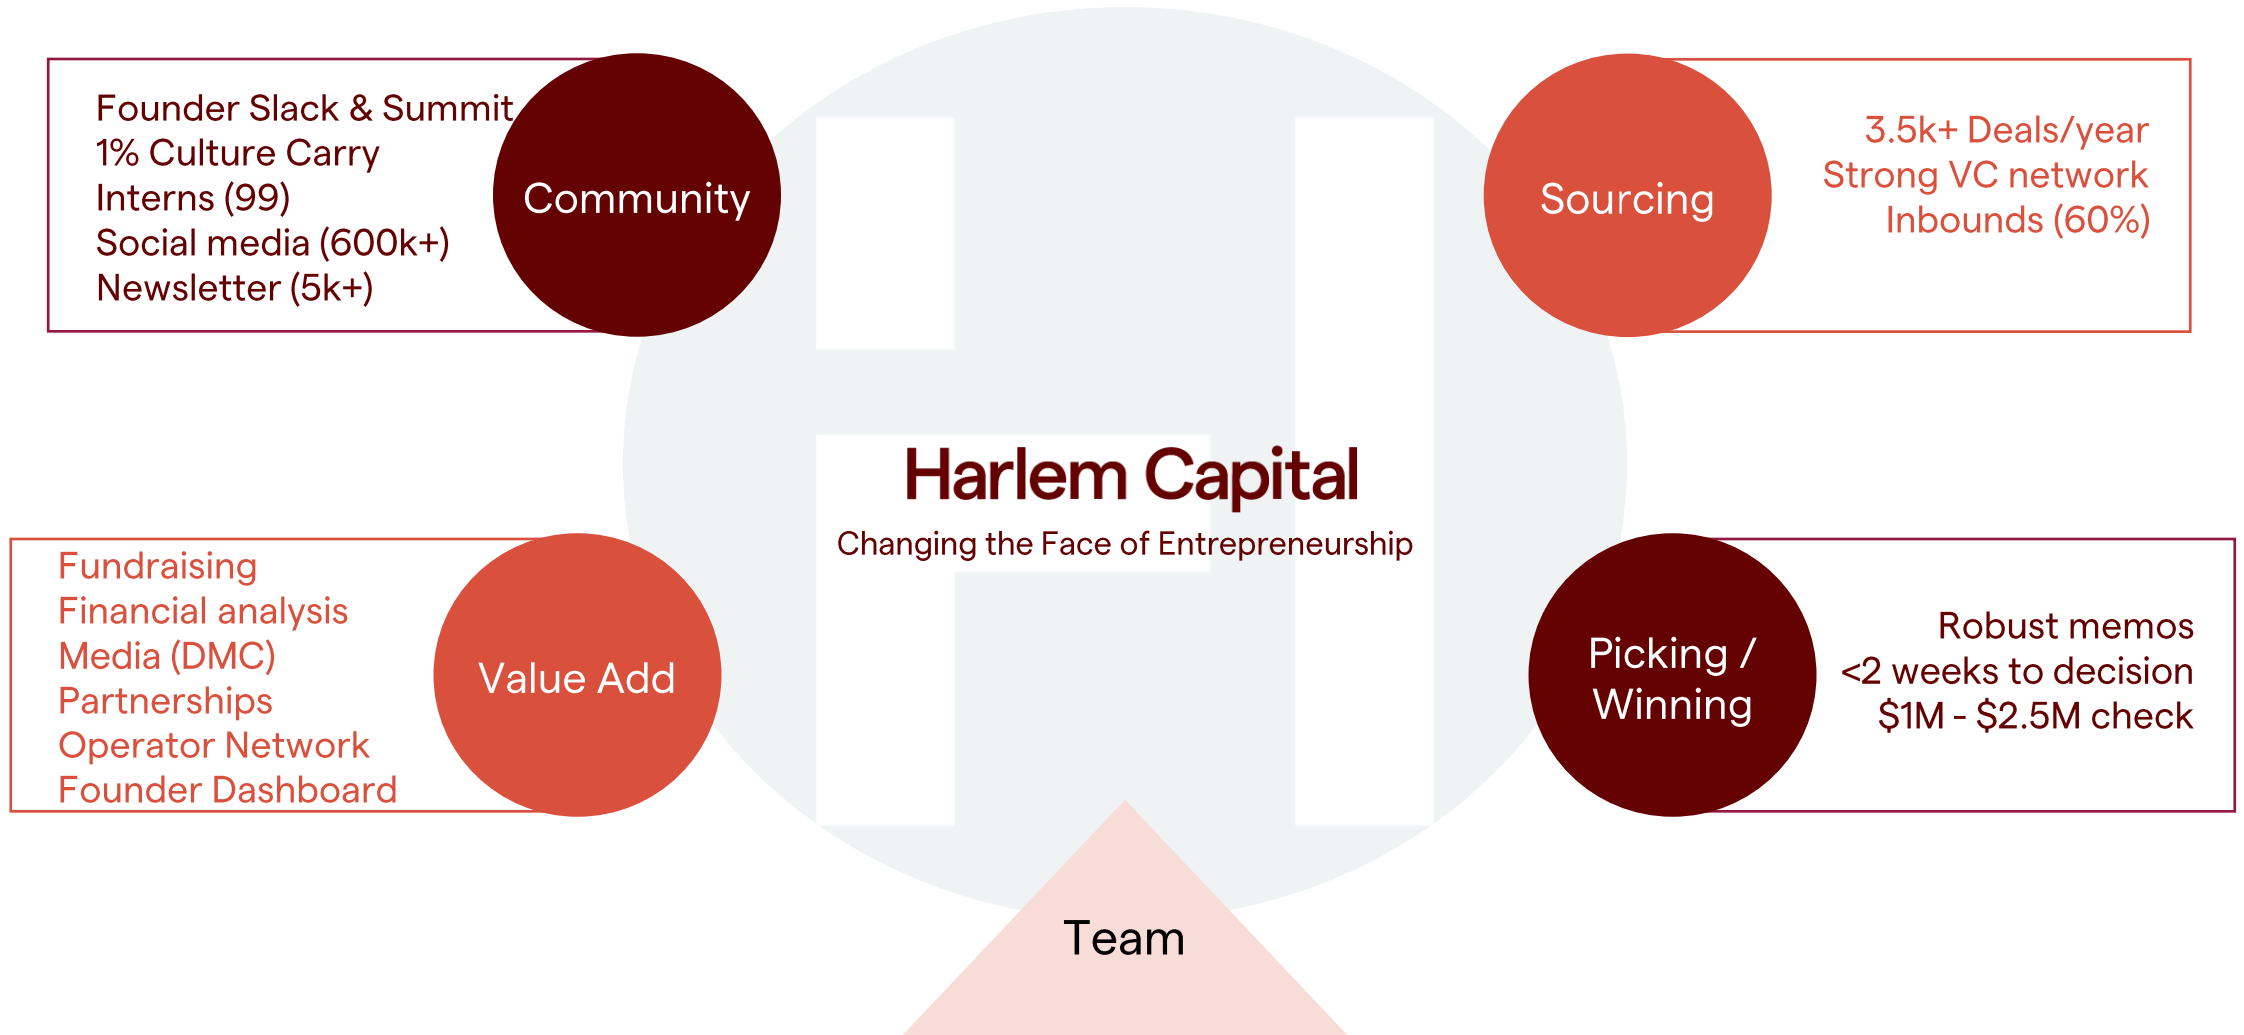 Founder Slack & Summit
1% Culture Carry
Interns (99)
Social media (600k+)
Newsletter (5k+)
Community
Sourcing
3.5k+ Deals/year
Strong VC network
Inbounds (60%)
Harlem Capital
Changing the Face of Entrepreneurship
Fundraising
Financial analysis
Media (DMC)
Partnerships
Operator Network
Founder Dashboard
Value Add
Picking /
Winning
Robust memos
<2 weeks to decision
$1M - $2.5M check
Team